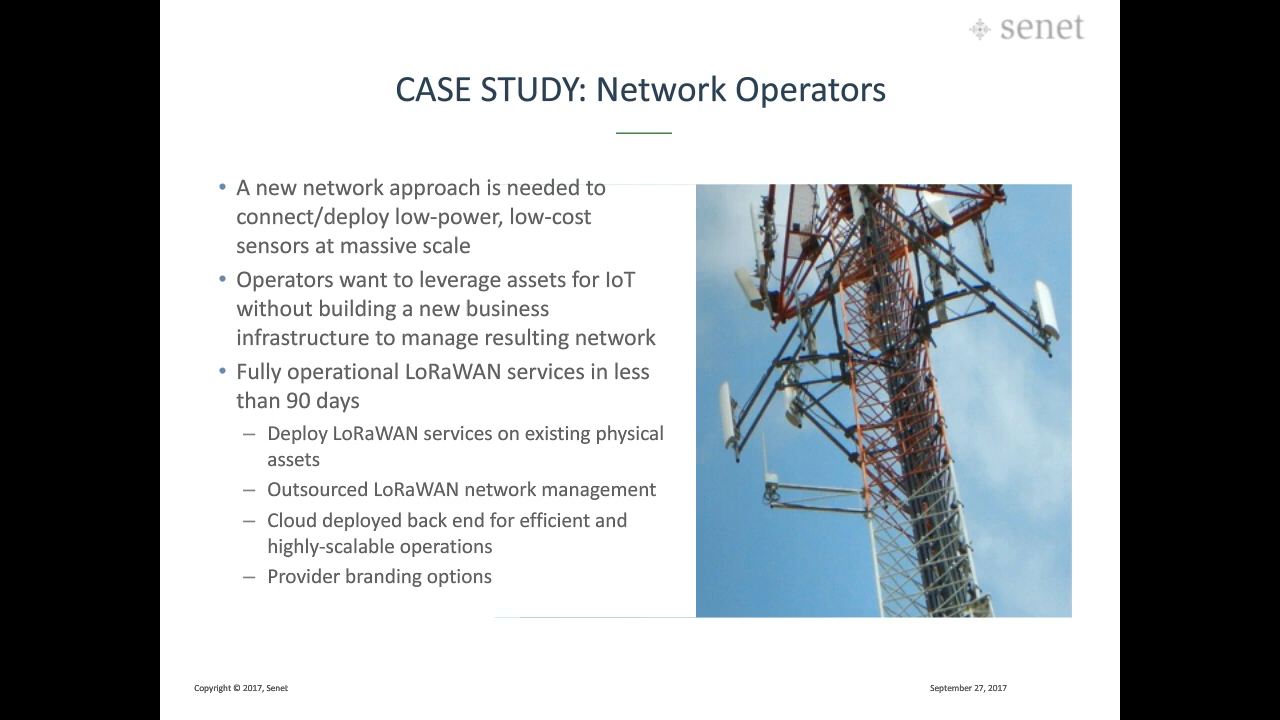 senet
CASE STUDY: Network Operators
• A new network approach is needed to
connect/deploy low-power, low-cost
sensors at massive scale
• Operators want to leverage assets for IoT
without building a new business
infrastructure to manage resulting network
• Fully operational LoRaWAN services in less
than 90 days
– Deploy LoRaWAN services on existing physical
assets
– Outsourced LoRaWAN network management
– Cloud deployed back end for efficient and
highly-scalable operations
– Provider branding options
Copyright © 2017, Senet
September 27, 2017